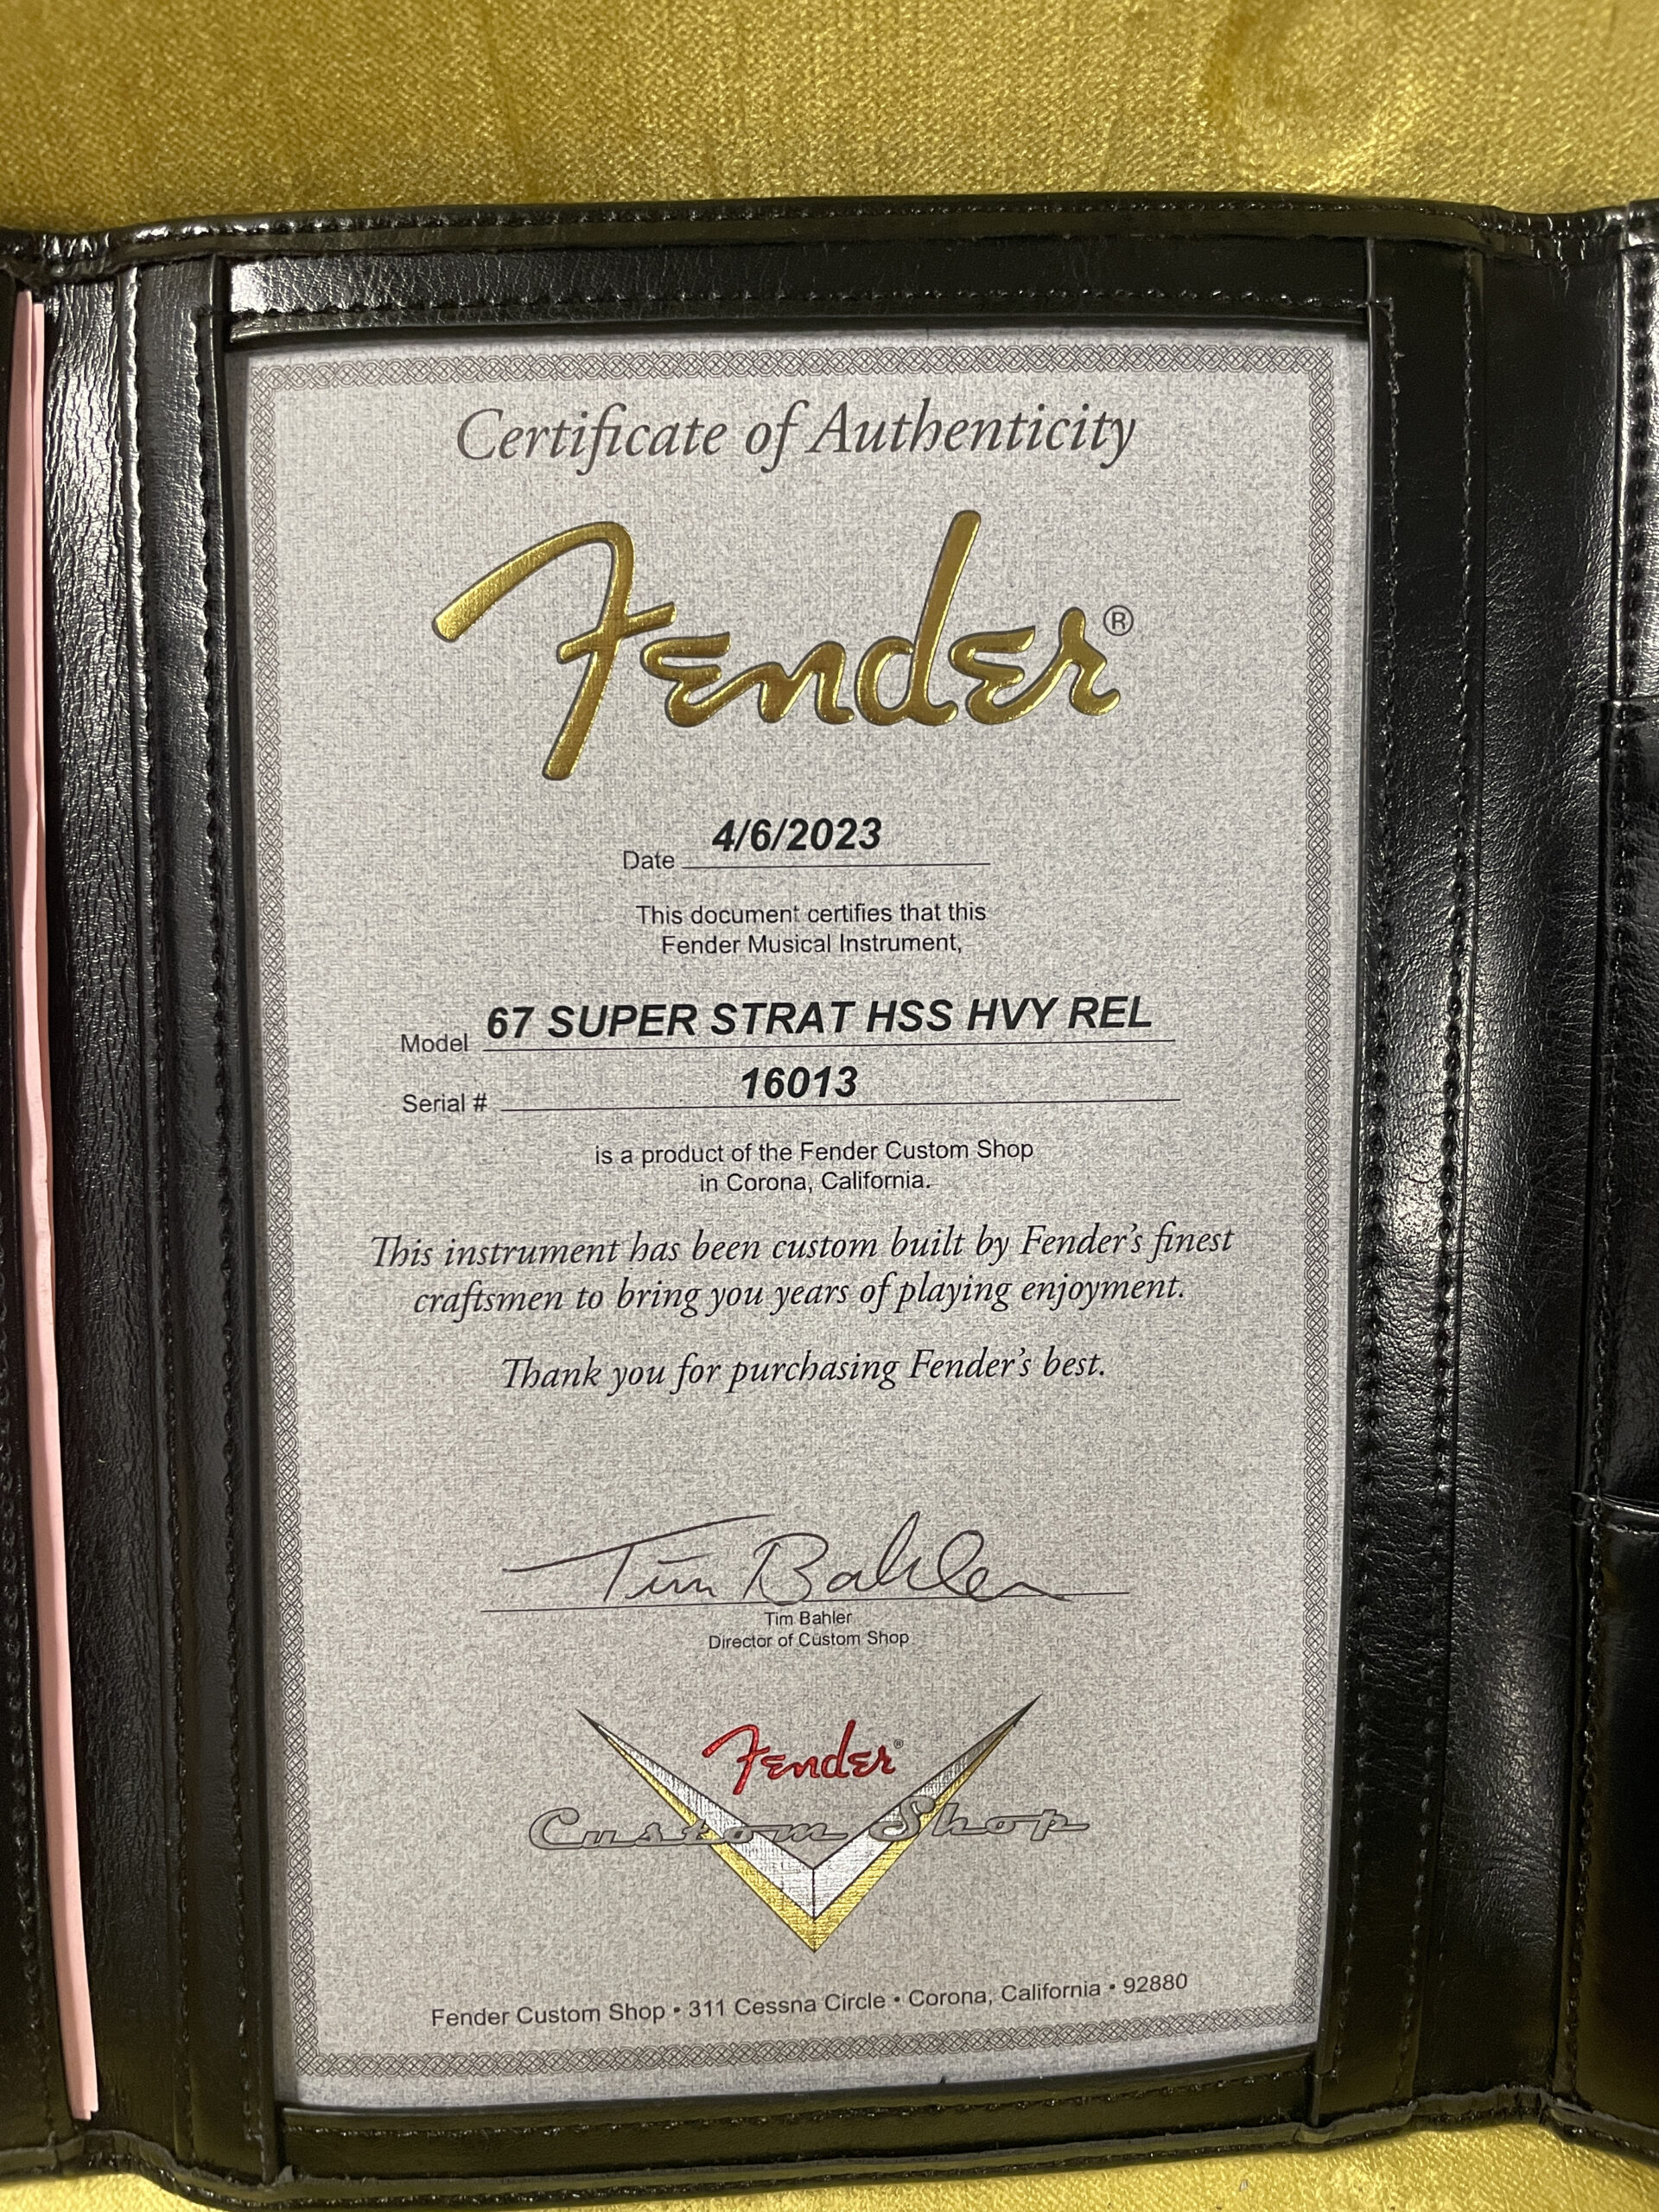 Certificate of Authenticity
Fender®
Date 4/6/2023
This document certifies that this
Fender Musical Instrument,
Model 67 SUPER STRAT HSS HVY REL
Serial # 16013
is a product of the Fender Custom Shop
in Corona, California.
This instrument has been custom built by Fender's finest
craftsmen to bring you years of playing enjoyment.
Thank you for purchasing Fender's best.
Tim Bahler
Tim Bahler
Director of Custom Shop
Fender®
Custom Shop
Fender Custom Shop • 311 Cessna Circle • Corona, California • 92880